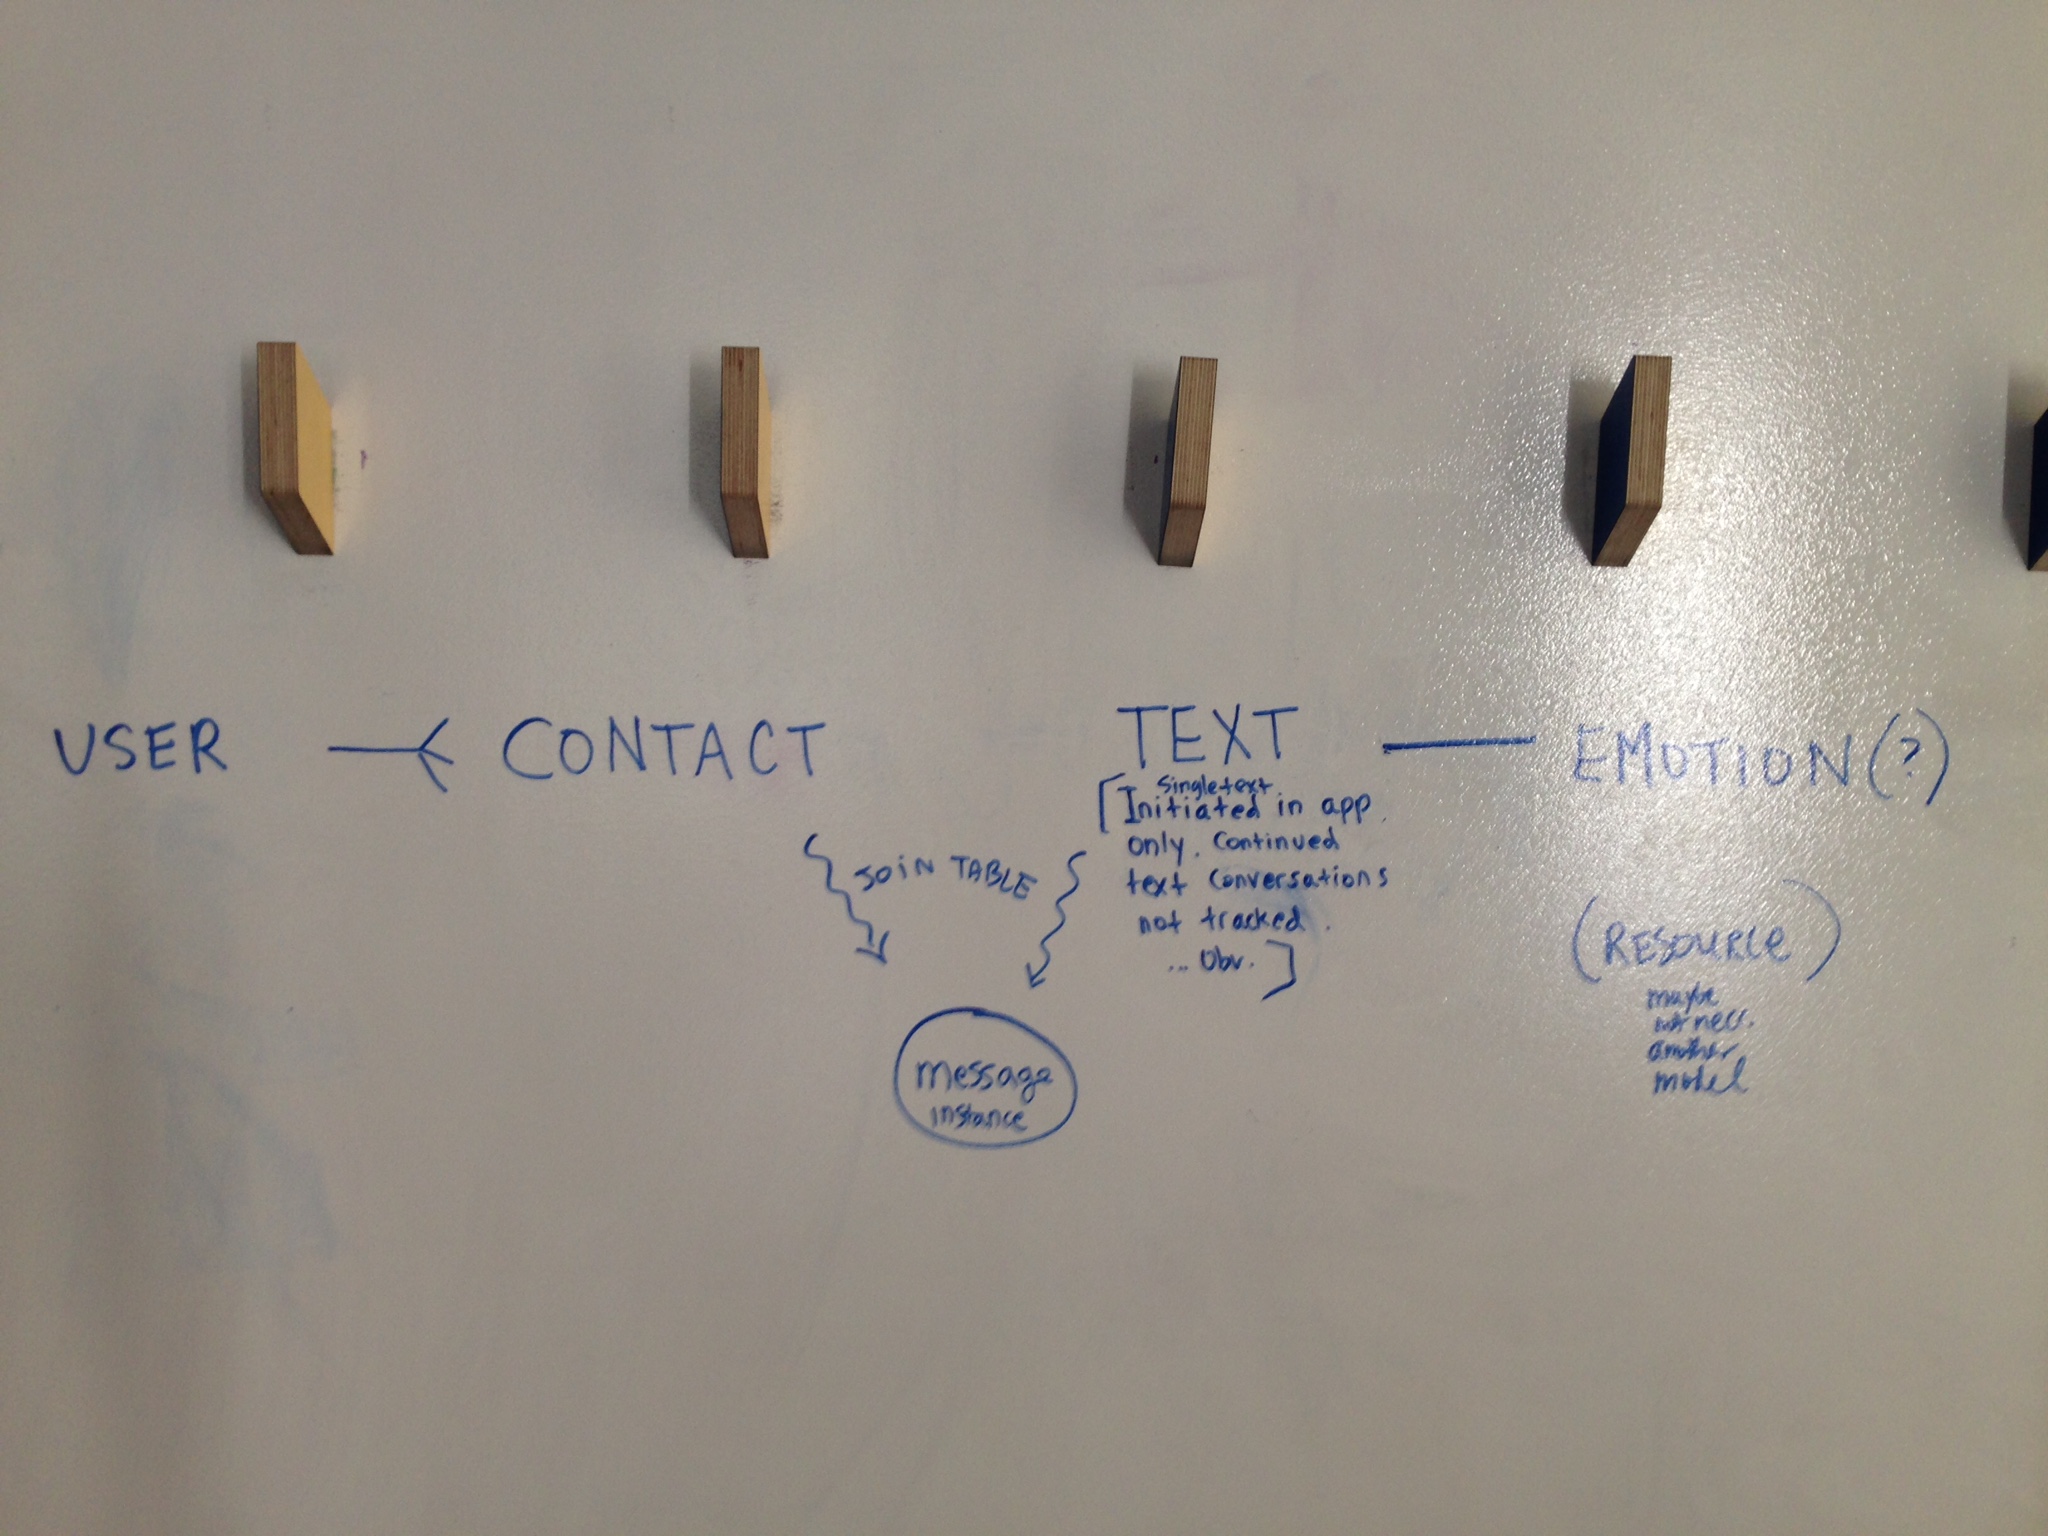 USER
CONTACT
TEXT
EMOTION(?)
[Single text
Initiated in app
only. Continued
text conversations
not tracked.
... Obv.]
JOIN TABLE
message
instance
(RESOURCE)
maybe
not necc.
another
model